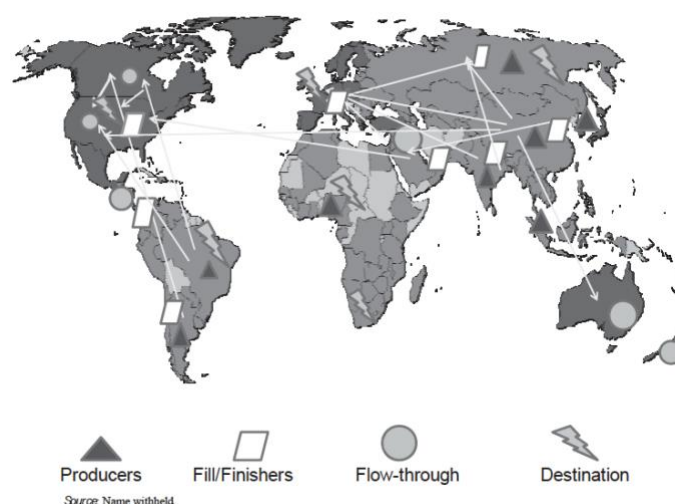 Producers Fill/Finishers Flow-through Destination
Source: Name withheld.